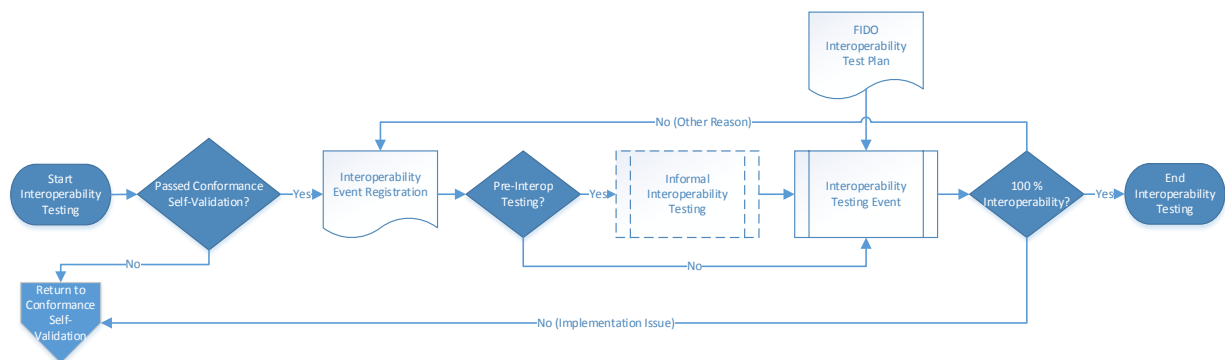 FIDO
Interoperability
Test Plan
No (Other Reason)
Start
Interoperability
Testing
Passed Conformance
Self-Validation?
Yes
Interoperability
Event Registration
Pre-Interop
Testing?
Yes
Informal
Interoperability
Testing
Interoperability
Testing Event
100 %
Interoperability?
Yes
End
Interoperability
Testing
No
No
Return to
Conformance
Self-
Validation
No (Implementation Issue)